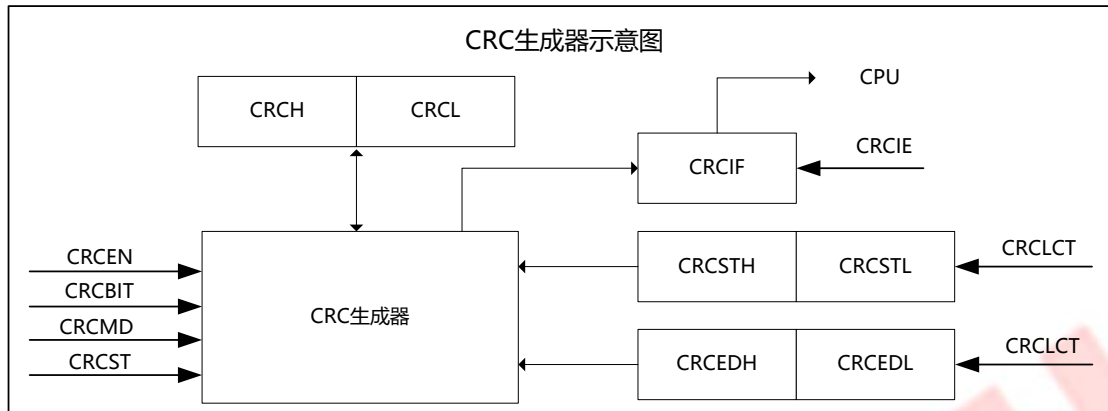 CRC生成器示意图
CPU
CRCH CRCL
CRCIE
CRCIF
CRCEN
CRCBIT
CRCMD
CRCST
CRC生成器
CRCSTH CRCSTL
CRCLCT
CRCEDH CRCEDL
CRCLCT